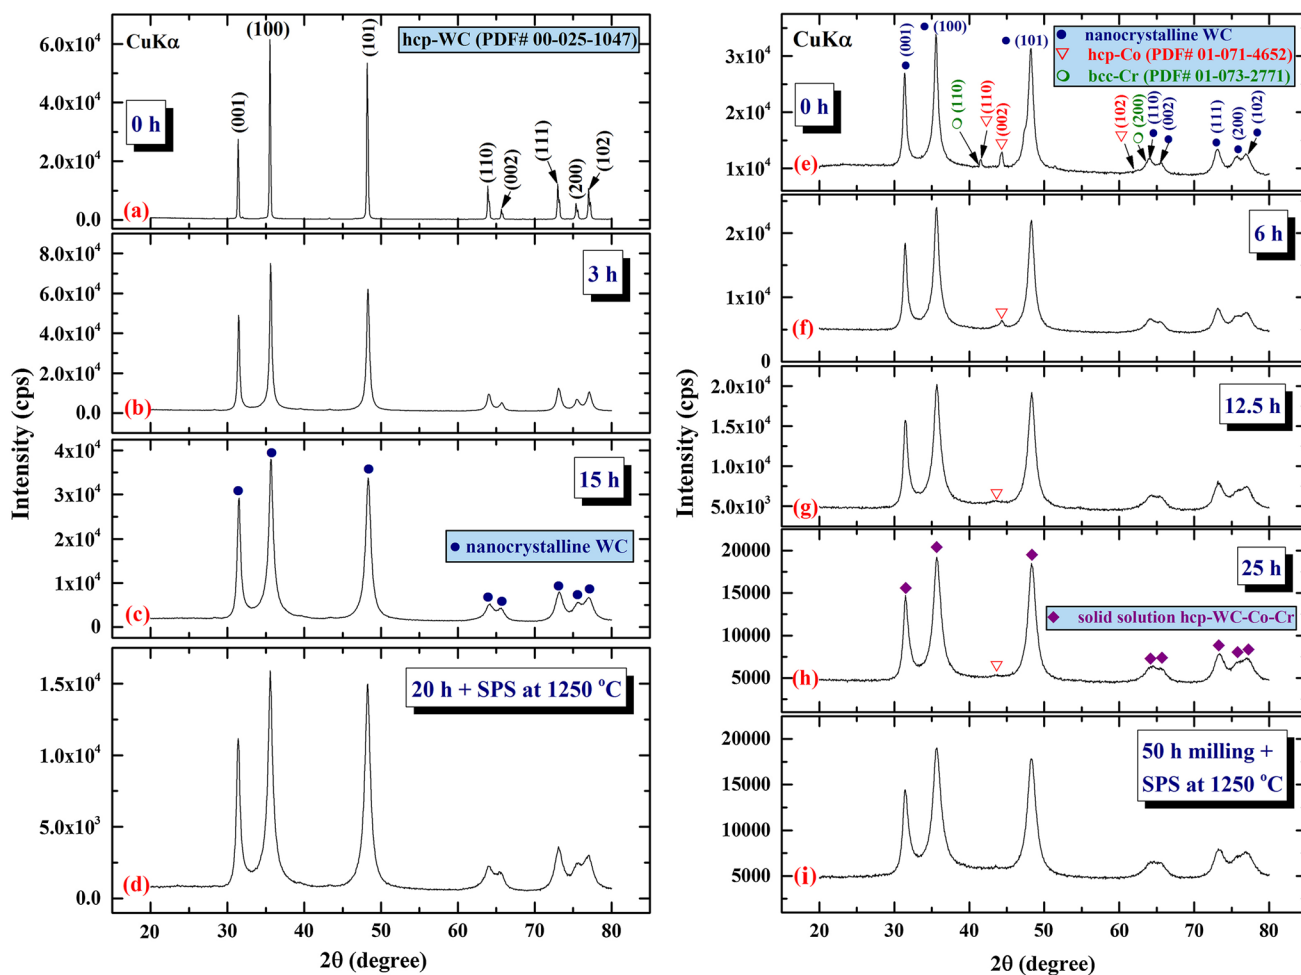 CuKα
hcp-WC (PDF# 00-025-1047)
0 h
(001)
(100)
(101)
(110)
(002)
(111)
(200)
(102)
6.0x10⁴
4.0x10⁴
2.0x10⁴
0.0
(a)
3 h
8.0x10⁴
6.0x10⁴
4.0x10⁴
2.0x10⁴
0.0
(b)
15 h
nanocrystalline WC
4x10⁴
3x10⁴
2x10⁴
1x10⁴
0
(c)
20 h + SPS at 1250 °C
1.5x10⁴
1.0x10⁴
5.0x10³
0.0
(d)
20 30 40 50 60 70 80
2θ (degree)
Intensity (cps)
CuKα
nanocrystalline WC
hcp-Co (PDF# 01-071-4652)
bcc-Cr (PDF# 01-073-2771)
0 h
(001)
(100)
(110)
(110)
(002)
(101)
(102)
(200)
(110)
(002)
(111)
(200)
(102)
3x10⁴
2x10⁴
1x10⁴
(e)
6 h
2x10⁴
1x10⁴
0
(f)
12.5 h
2.0x10⁴
1.5x10⁴
1.0x10⁴
5.0x10³
(g)
25 h
solid solution hcp-WC-Co-Cr
20000
15000
10000
5000
(h)
50 h milling +
SPS at 1250 °C
20000
15000
10000
5000
(i)
20 30 40 50 60 70 80
2θ (degree)
Intensity (cps)